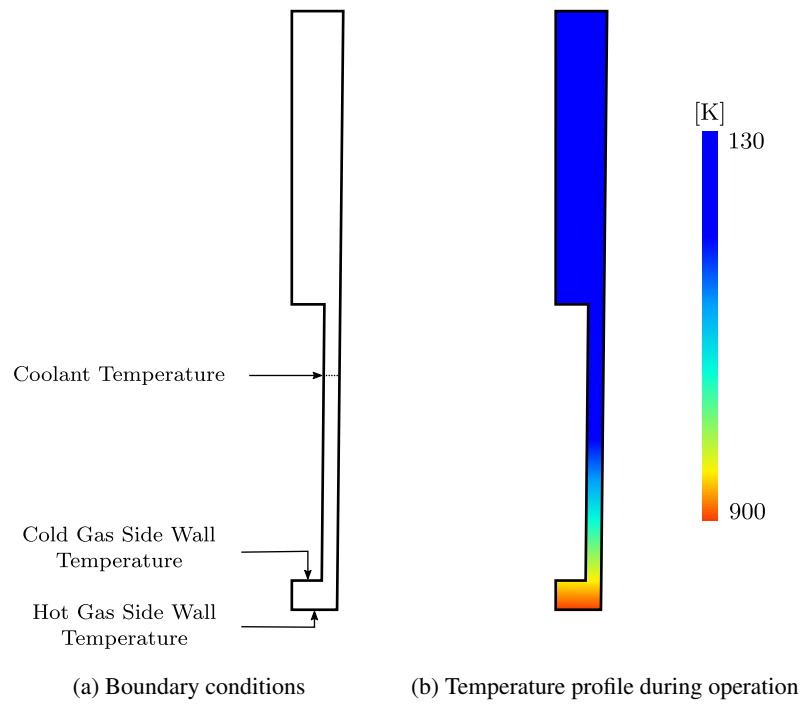 [K]
130
Coolant Temperature
900
Cold Gas Side Wall
Temperature
Hot Gas Side Wall
Temperature
(a) Boundary conditions
(b) Temperature profile during operation